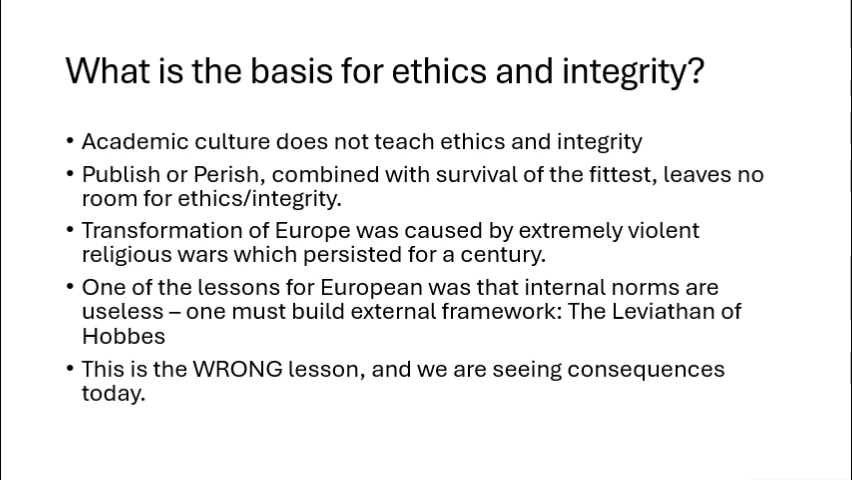 What is the basis for ethics and integrity?
• Academic culture does not teach ethics and integrity
• Publish or Perish, combined with survival of the fittest, leaves no
room for ethics/integrity.
• Transformation of Europe was caused by extremely violent
religious wars which persisted for a century.
• One of the lessons for European was that internal norms are
useless – one must build external framework: The Leviathan of
Hobbes
• This is the WRONG lesson, and we are seeing consequences
today.